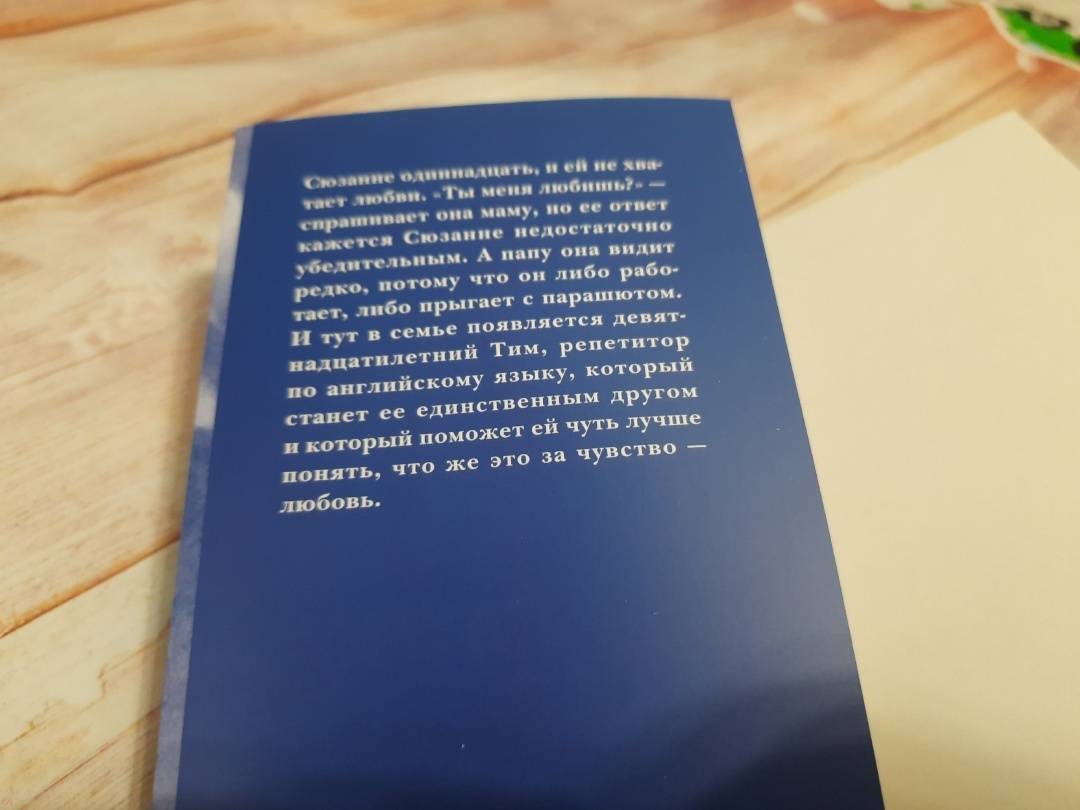 Сюзанне одиннадцать, и ей не хва-
тает любви. «Ты меня любишь?» —
спрашивает она маму, но ее ответ
кажется Сюзанне недостаточно
убедительным. А папу она видит
редко, потому что он либо рабо-
тает, либо прыгает с парашютом.
И тут в семье появляется девят-
надцатилетний Тим, репетитор
по английскому языку, который
станет ее единственным другом
и который поможет ей чуть лучше
понять, что же это за чувство —
любовь.